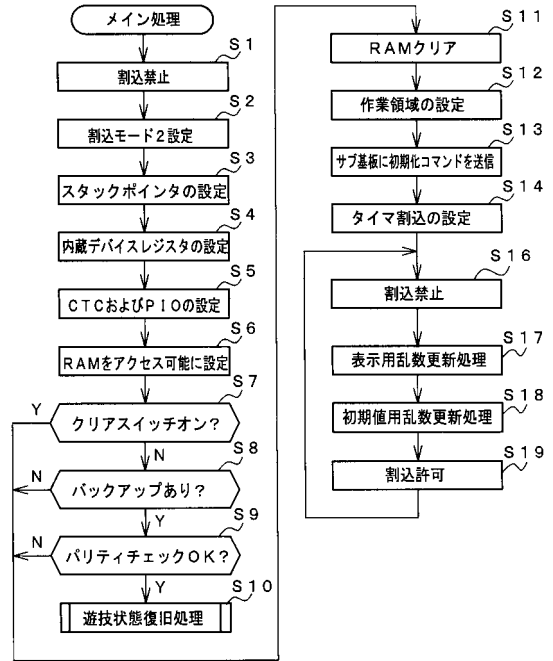 メイン処理
S1
割込禁止
S2
割込モード2設定
S3
スタックポインタの設定
S4
内蔵デバイスレジスタの設定
S5
CTCおよびPIOの設定
S6
RAMをアクセス可能に設定
S7
Y
クリアスイッチオン?
N
S8
N
バックアップあり?
Y
S9
N
パリティチェックOK?
Y
S10
遊技状態復旧処理
S11
RAMクリア
S12
作業領域の設定
S13
サブ基板に初期化コマンドを送信
S14
タイマ割込の設定
S16
割込禁止
S17
表示用乱数更新処理
S18
初期値用乱数更新処理
S19
割込許可